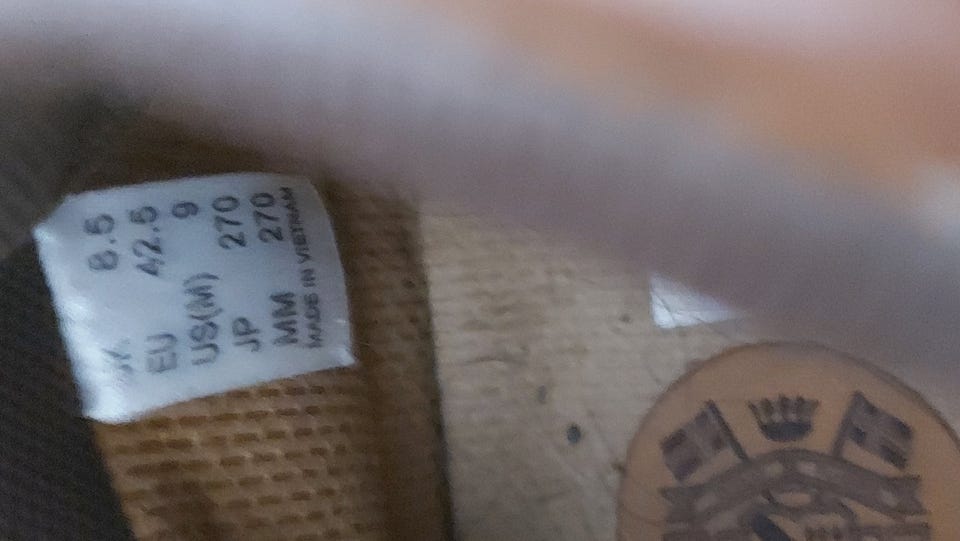 8.5
EU 42.5
US(M) 9
JP 270
MM 270
MADE IN VIETNAM